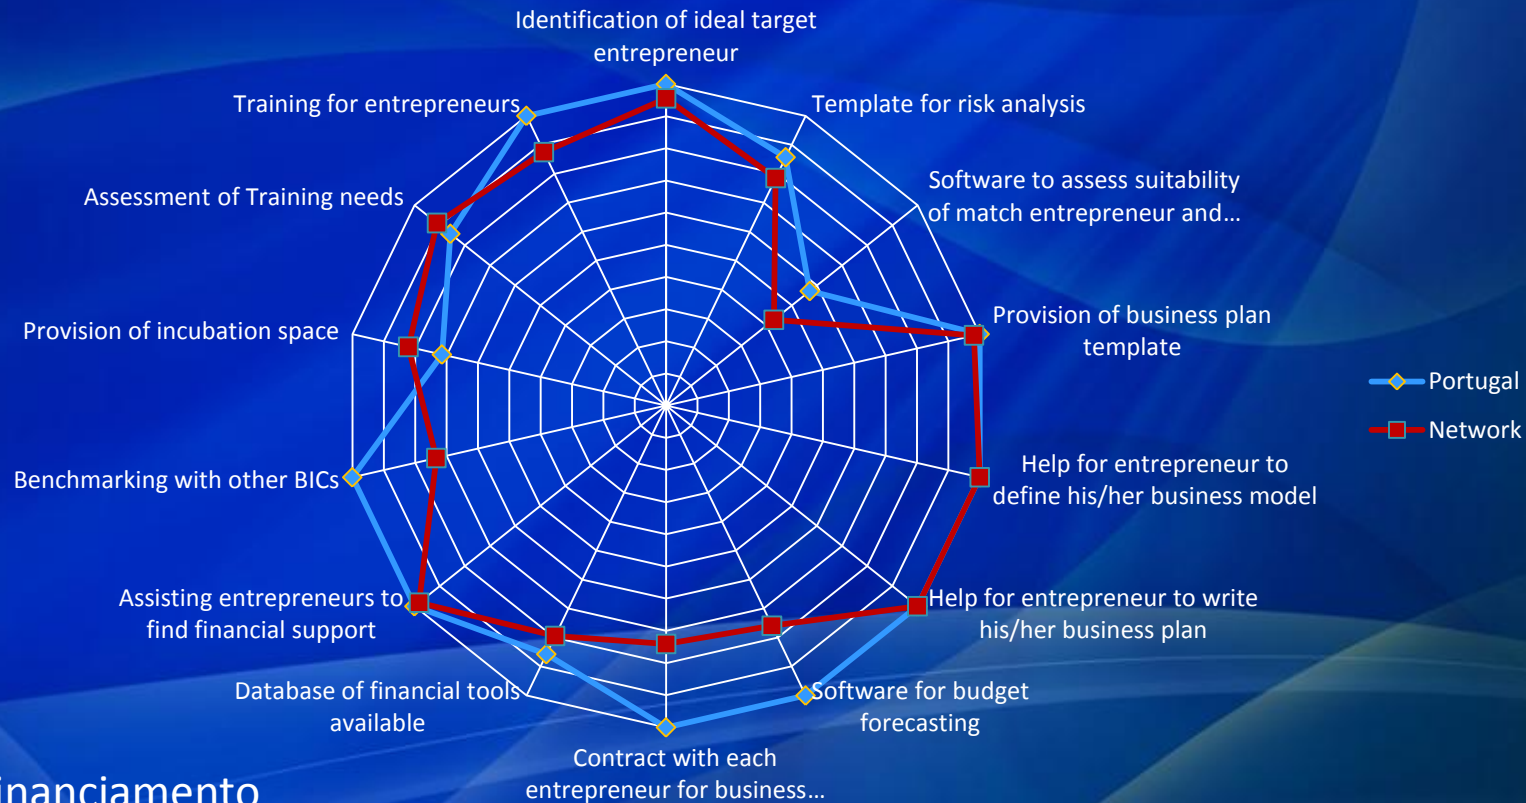 Identification of ideal target
entrepreneur
Template for risk analysis
Software to assess suitability
of match entrepreneur and…
Provision of business plan
template
Help for entrepreneur to
define his/her business model
Help for entrepreneur to write
his/her business plan
Software for budget
forecasting
Contract with each
entrepreneur for business…
Database of financial tools
available
Assisting entrepreneurs to
find financial support
Benchmarking with other BICs
Provision of incubation space
Assessment of Training needs
Training for entrepreneurs
Portugal
Network
inanciamento